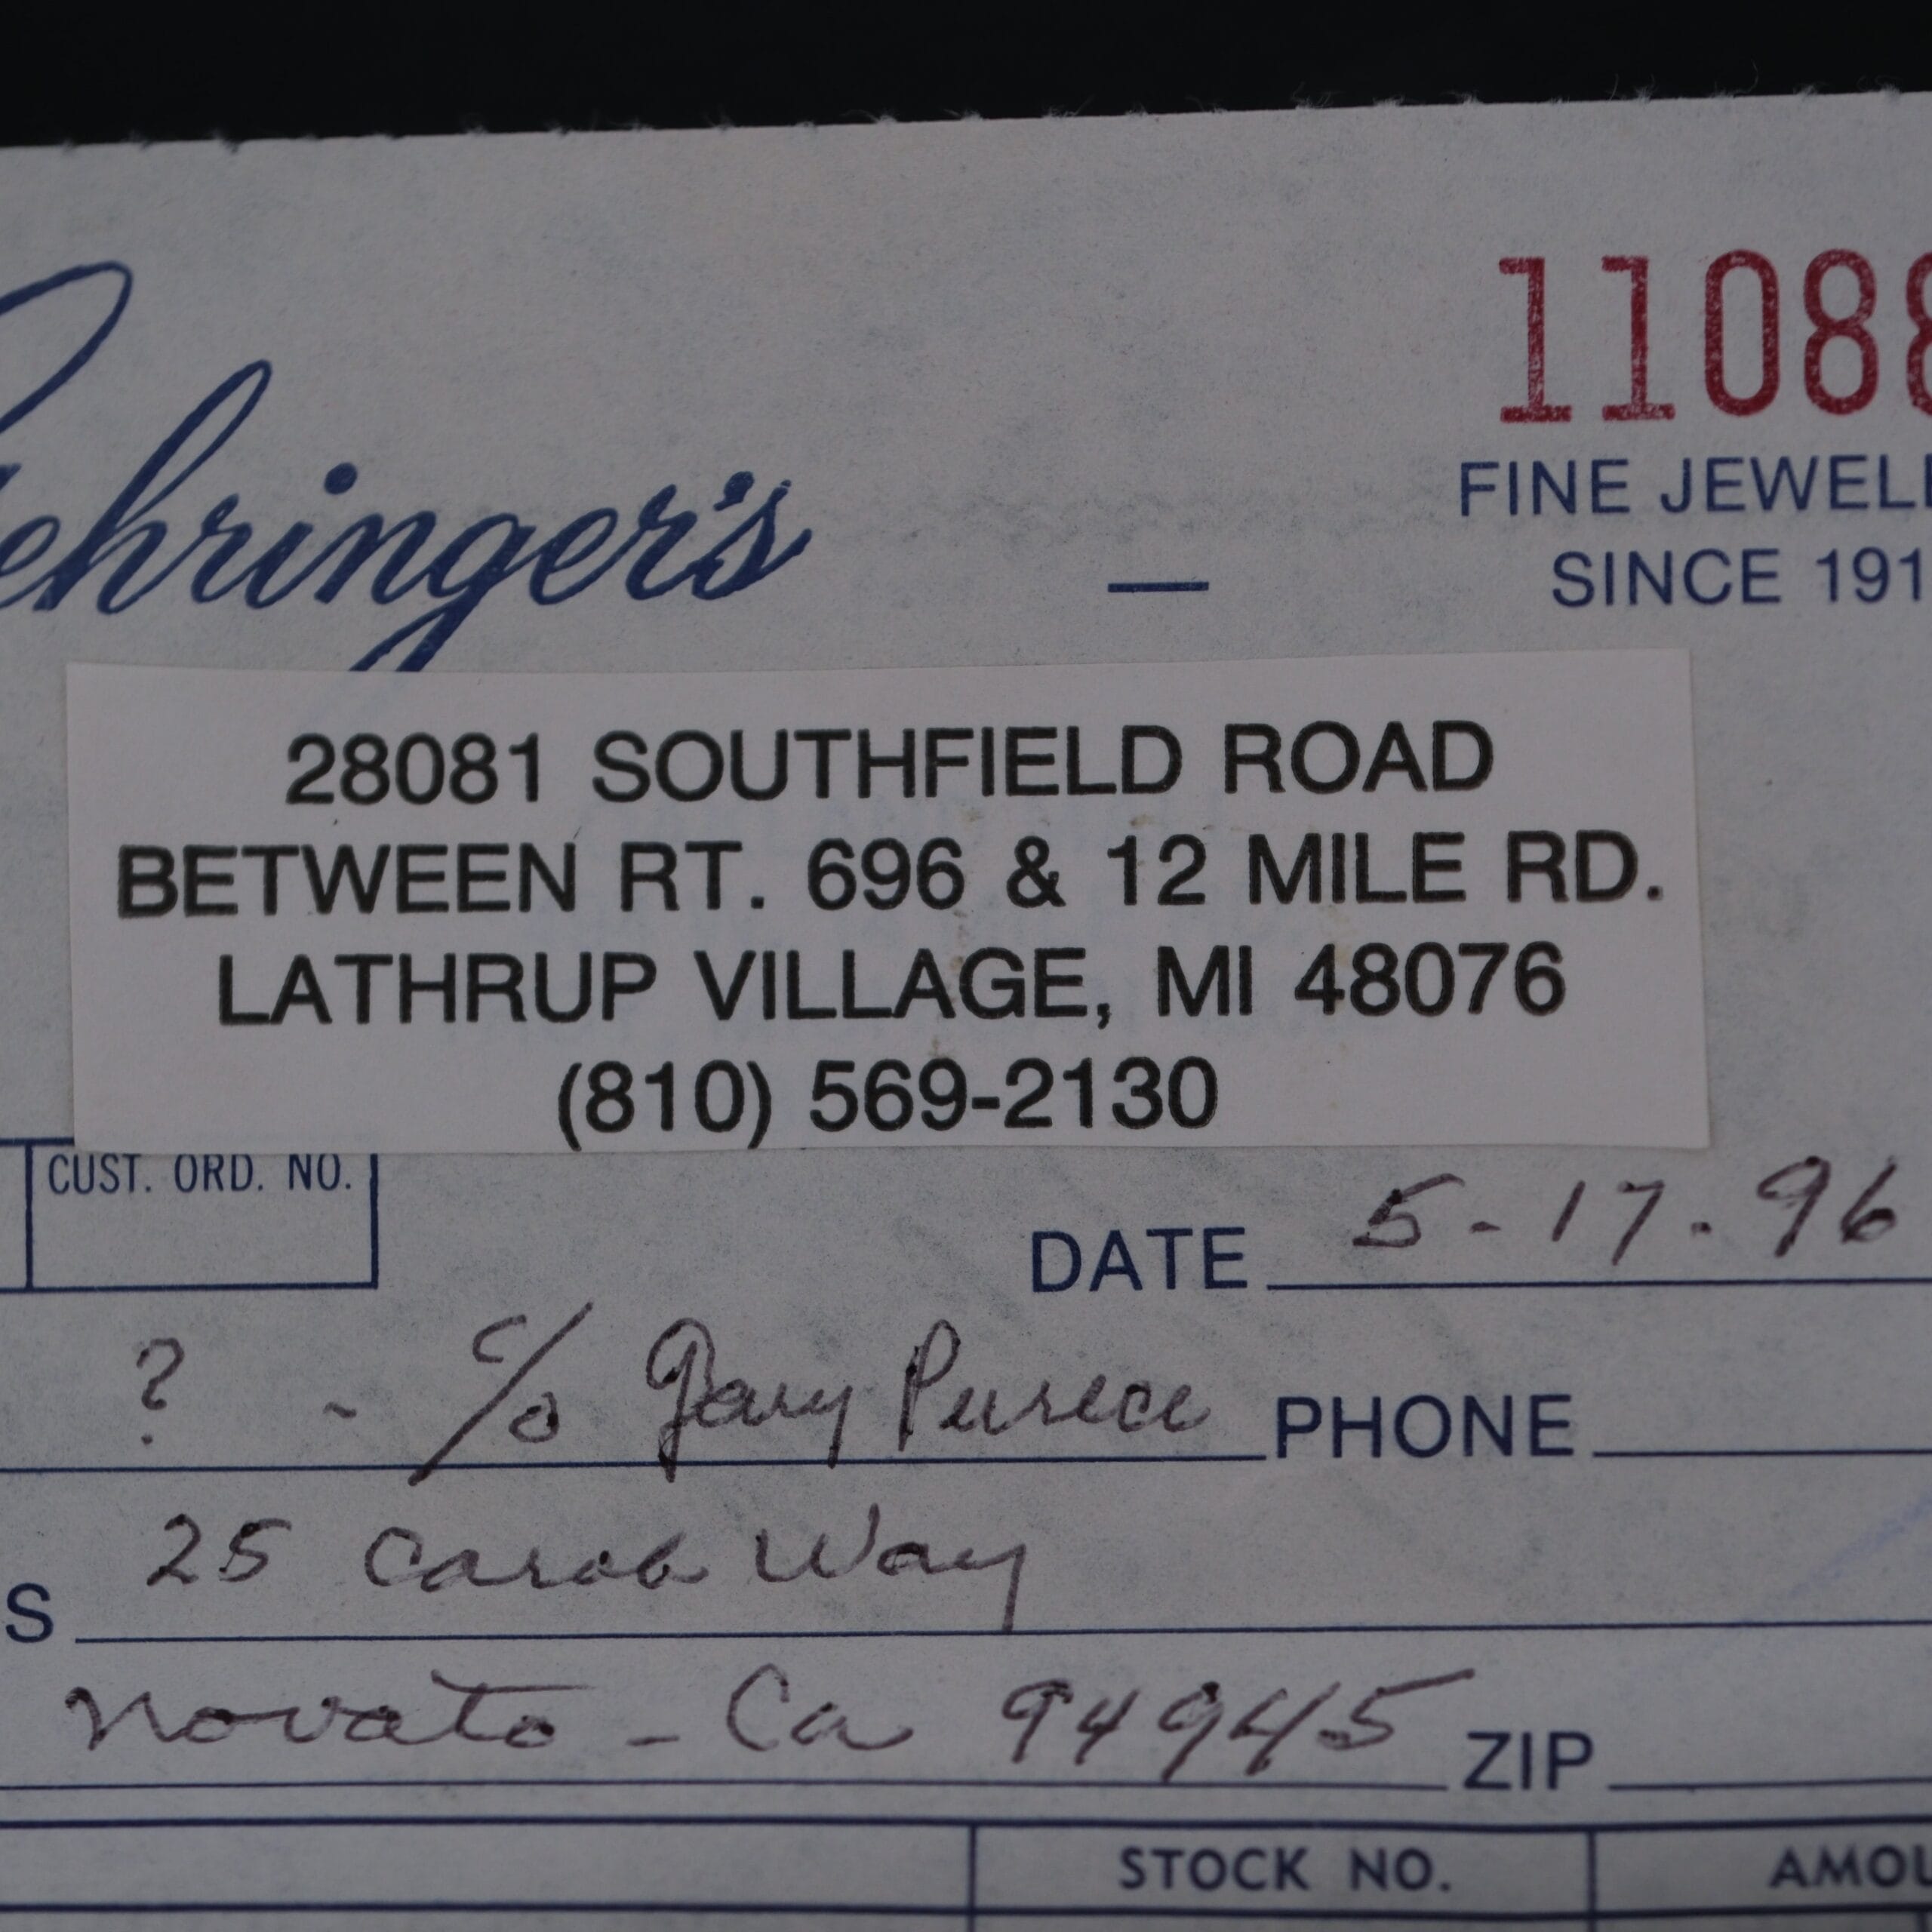 11088
ehringer's —
FINE JEWEL
SINCE 191
28081 SOUTHFIELD ROAD
BETWEEN RT. 696 & 12 MILE RD.
LATHRUP VILLAGE, MI 48076
(810) 569-2130
CUST. ORD. NO.
DATE 5-17-96
? - c/o Gary PHONE
S 25 Carob Way
Novato - Ca 94945 ZIP
STOCK NO. AMOU